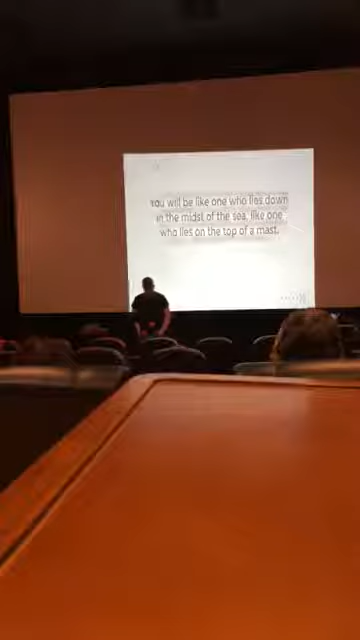 You will be like one who lies down
in the midst of the sea, like one
who lies on the top of a mast.